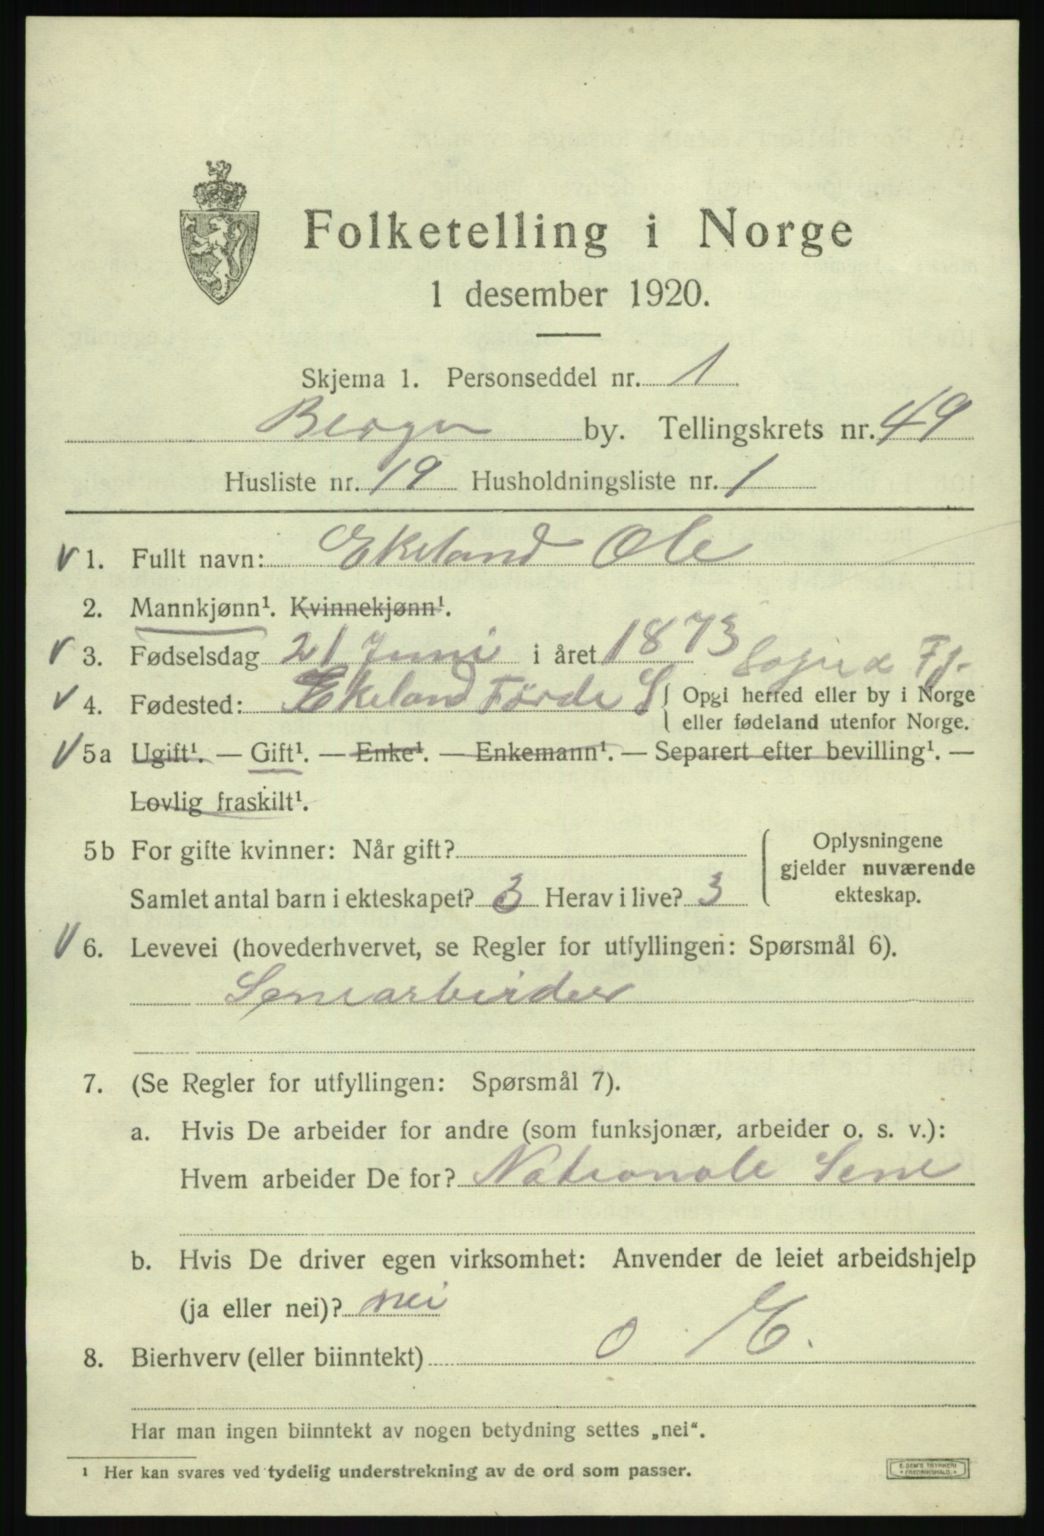 Folketelling i Norge
1 desember 1920.
Skjema 1. Personseddel nr. 1
Bergen by. Tellingskrets nr. 49
Husliste nr. 19 Husholdningsliste nr. 1
1. Fullt navn: Ekeland Ole
2. Mannkjønn¹. Kvinnekjønn¹.
3. Fødselsdag 21 Juni i året 1873 Sogn & Fj.
4. Fødested: Ekeland Förde S { Opgi herred eller by i Norge
eller fødeland utenfor Norge.
5a Ugift¹. — Gift¹. — Enke¹. — Enkemann¹. — Separert efter bevilling¹. —
Lovlig fraskilt¹.
5b For gifte kvinner: Når gift?
Samlet antal barn i ekteskapet? 3 Herav i live? 3
{ Oplysningene
gjelder nuværende
ekteskap.
6. Levevei (hovederhvervet, se Regler for utfyllingen: Spørsmål 6).
Senearbeider
7. (Se Regler for utfyllingen: Spørsmål 7).
a. Hvis De arbeider for andre (som funksjonær, arbeider o. s. v.):
Hvem arbeider De for? Nationale Sene
b. Hvis De driver egen virksomhet: Anvender de leiet arbeidshjelp
(ja eller nei)? nei
8. Bierhverv (eller biinntekt) O E.
Har man ingen biinntekt av nogen betydning settes „nei“.
¹ Her kan svares ved tydelig understrekning av de ord som passer.